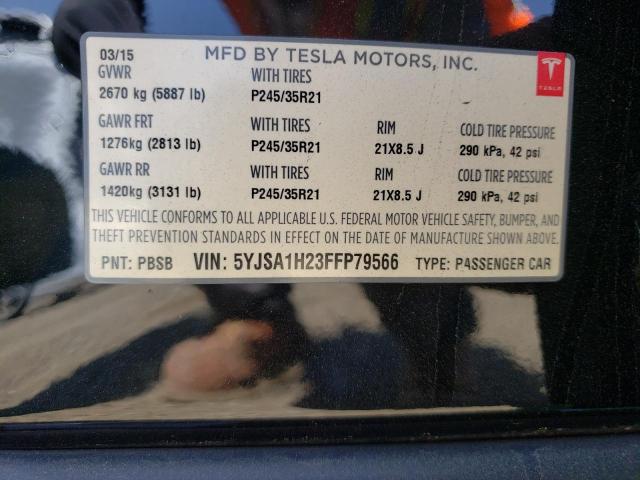 03/15 MFD BY TESLA MOTORS, INC.
TESLA
GVWR WITH TIRES
2670 kg (5887 lb) P245/35R21
GAWR FRT WITH TIRES RIM COLD TIRE PRESSURE
1276kg (2813 lb) P245/35R21 21X8.5 J 290 kPa, 42 psi
GAWR RR WITH TIRES RIM COLD TIRE PRESSURE
1420kg (3131 lb) P245/35R21 21X8.5 J 290 kPa, 42 psi
THIS VEHICLE CONFORMS TO ALL APPLICABLE U.S. FEDERAL MOTOR VEHICLE SAFETY, BUMPER, AND
THEFT PREVENTION STANDARDS IN EFFECT ON THE DATE OF MANUFACTURE SHOWN ABOVE.
PNT: PBSB VIN: 5YJSA1H23FFP79566 TYPE: PASSENGER CAR